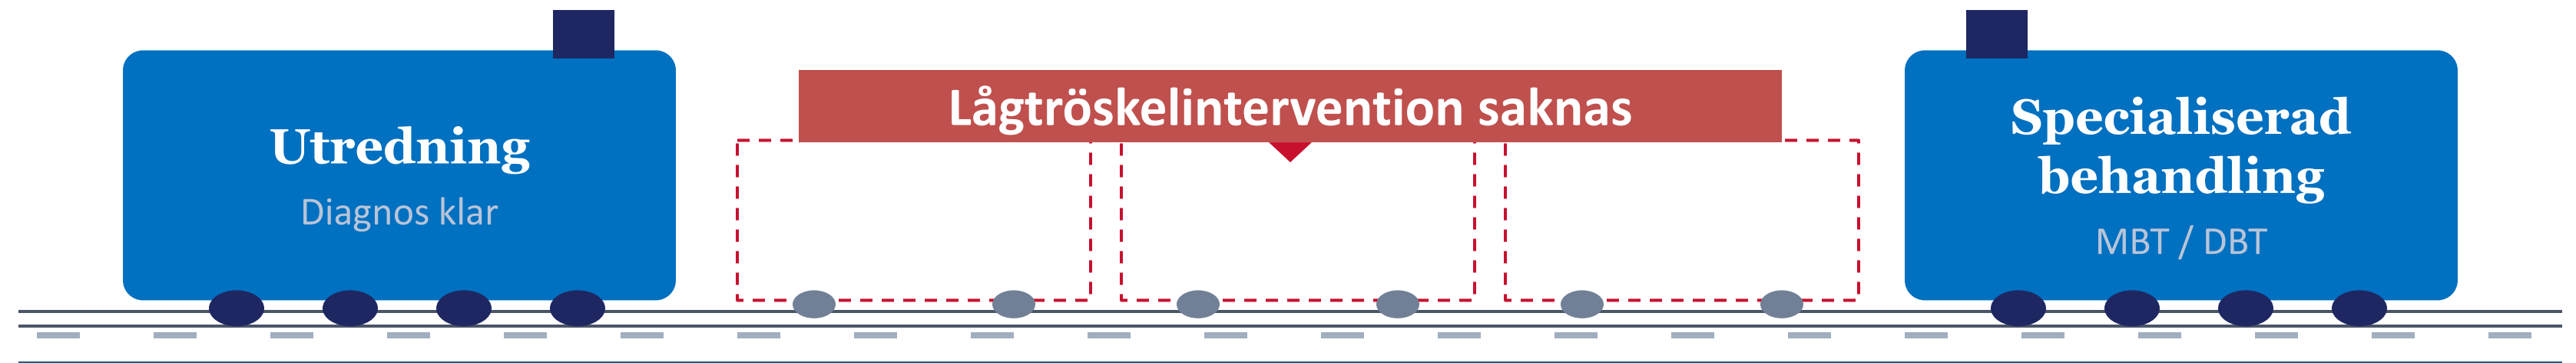 Utredning
Diagnos klar
Lågtröskelintervention saknas
Specialiserad
behandling
MBT / DBT